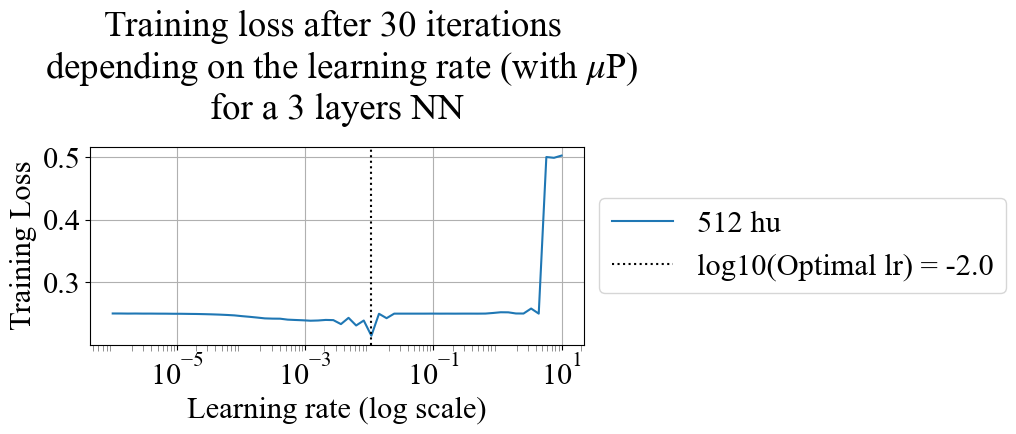 Training loss after 30 iterations
depending on the learning rate (with μP)
for a 3 layers NN
Training Loss
0.5
0.4
0.3
10⁻⁵
10⁻³
10⁻¹
10¹
Learning rate (log scale)
512 hu
log10(Optimal lr) = -2.0